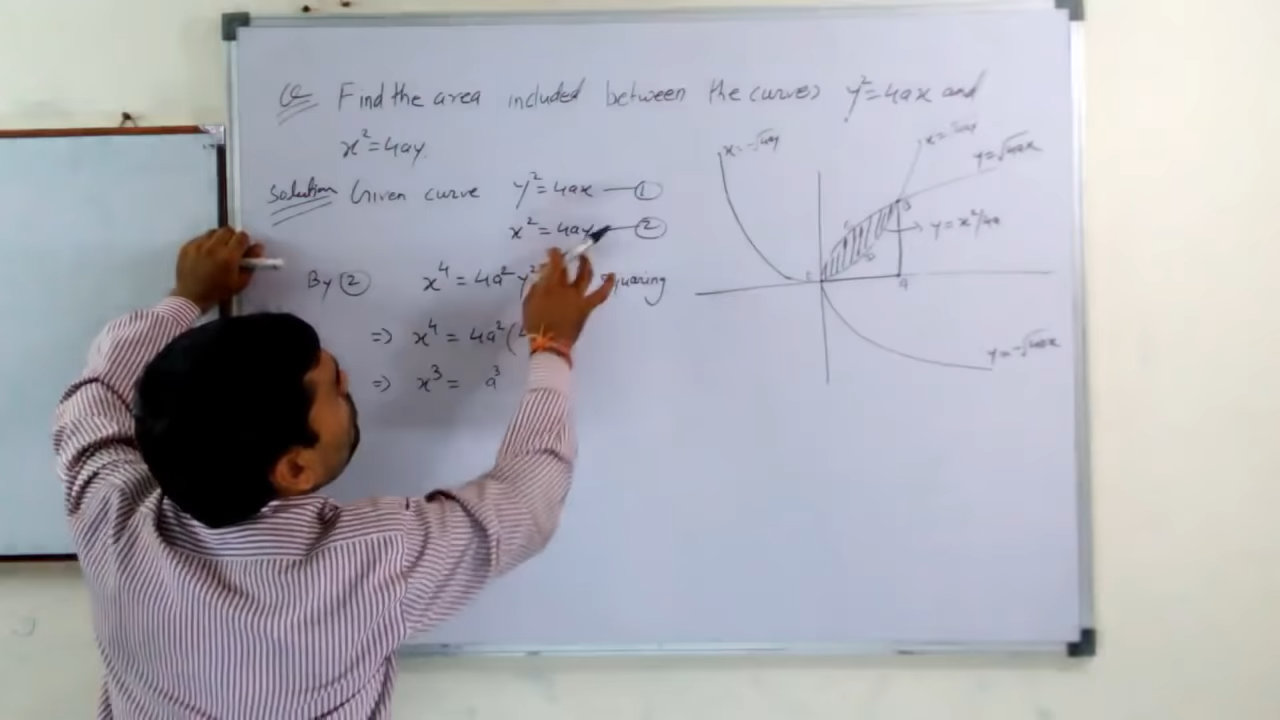 Q Find the area included between the curves y²=4ax and
x²=4ay.
Solution Given curve y²=4ax —①
x²=4ay —②
By ② x⁴=4a²y² squaring
=) x⁴=4a²(4
=) x³= a³
x=-√4ay
x=√4ay
y=√4ax
B
y=x²/4a
D
A
y=-√4ax